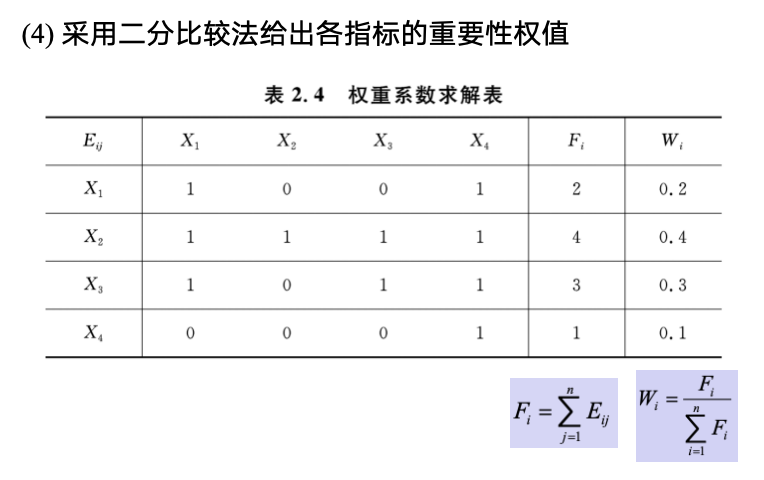 (4) 采用二分比较法给出各指标的重要性权值
表 2.4 权重系数求解表
E_{ij} X_1 X_2 X_3 X_4 F_i W_i
X_1 1 0 0 1 2 0.2
X_2 1 1 1 1 4 0.4
X_3 1 0 1 1 3 0.3
X_4 0 0 0 1 1 0.1
F_i = \sum_{j=1}^{n} E_{ij} W_i = \frac{F_i}{\sum_{i=1}^{n} F_i}